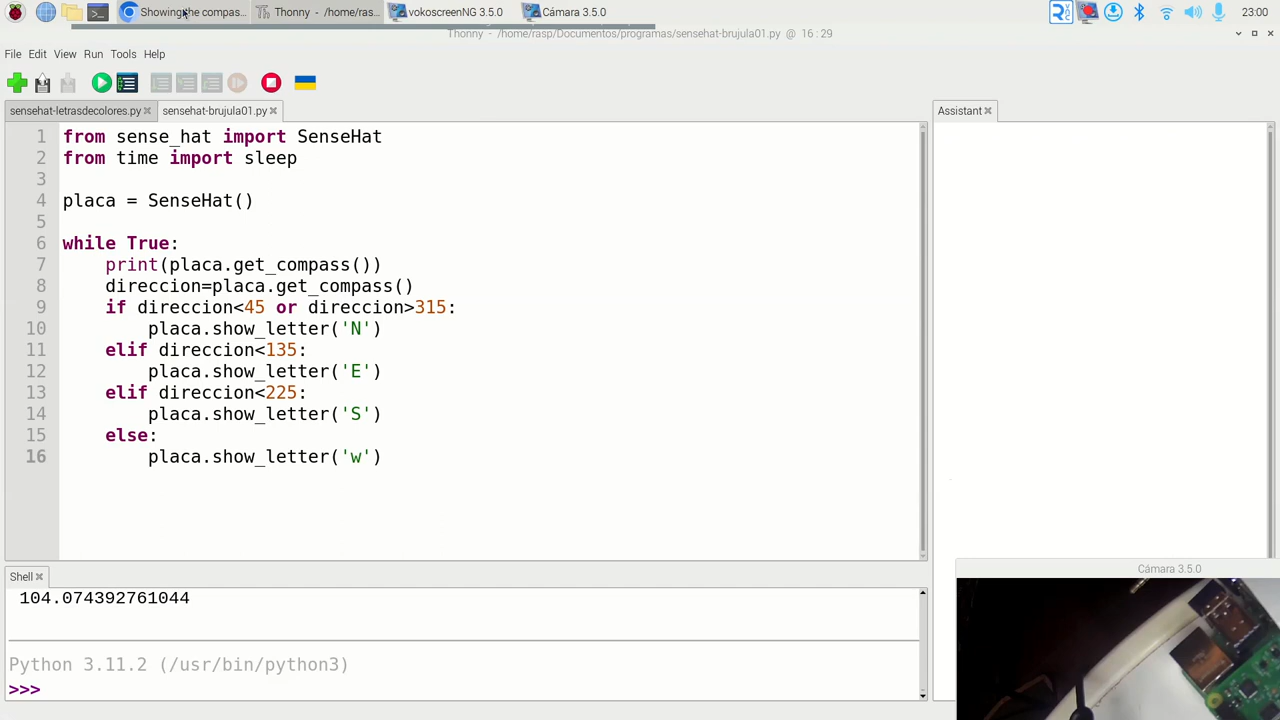 Showing the compas...
Thonny - /home/ras...
vokoscreenNG 3.5.0
Cámara 3.5.0
23:00
Thonny - /home/rasp/Documentos/programas/sensehat-brujula01.py @ 16 : 29
File Edit View Run Tools Help
sensehat-letrasdecolores.py
sensehat-brujula01.py
Assistant
1 from sense_hat import SenseHat
2 from time import sleep
3
4 placa = SenseHat()
5
6 while True:
7 print(placa.get_compass())
8 direccion=placa.get_compass()
9 if direccion<45 or direccion>315:
10 placa.show_letter('N')
11 elif direccion<135:
12 placa.show_letter('E')
13 elif direccion<225:
14 placa.show_letter('S')
15 else:
16 placa.show_letter('w')
Shell
104.074392761044
Python 3.11.2 (/usr/bin/python3)
>>>
Cámara 3.5.0